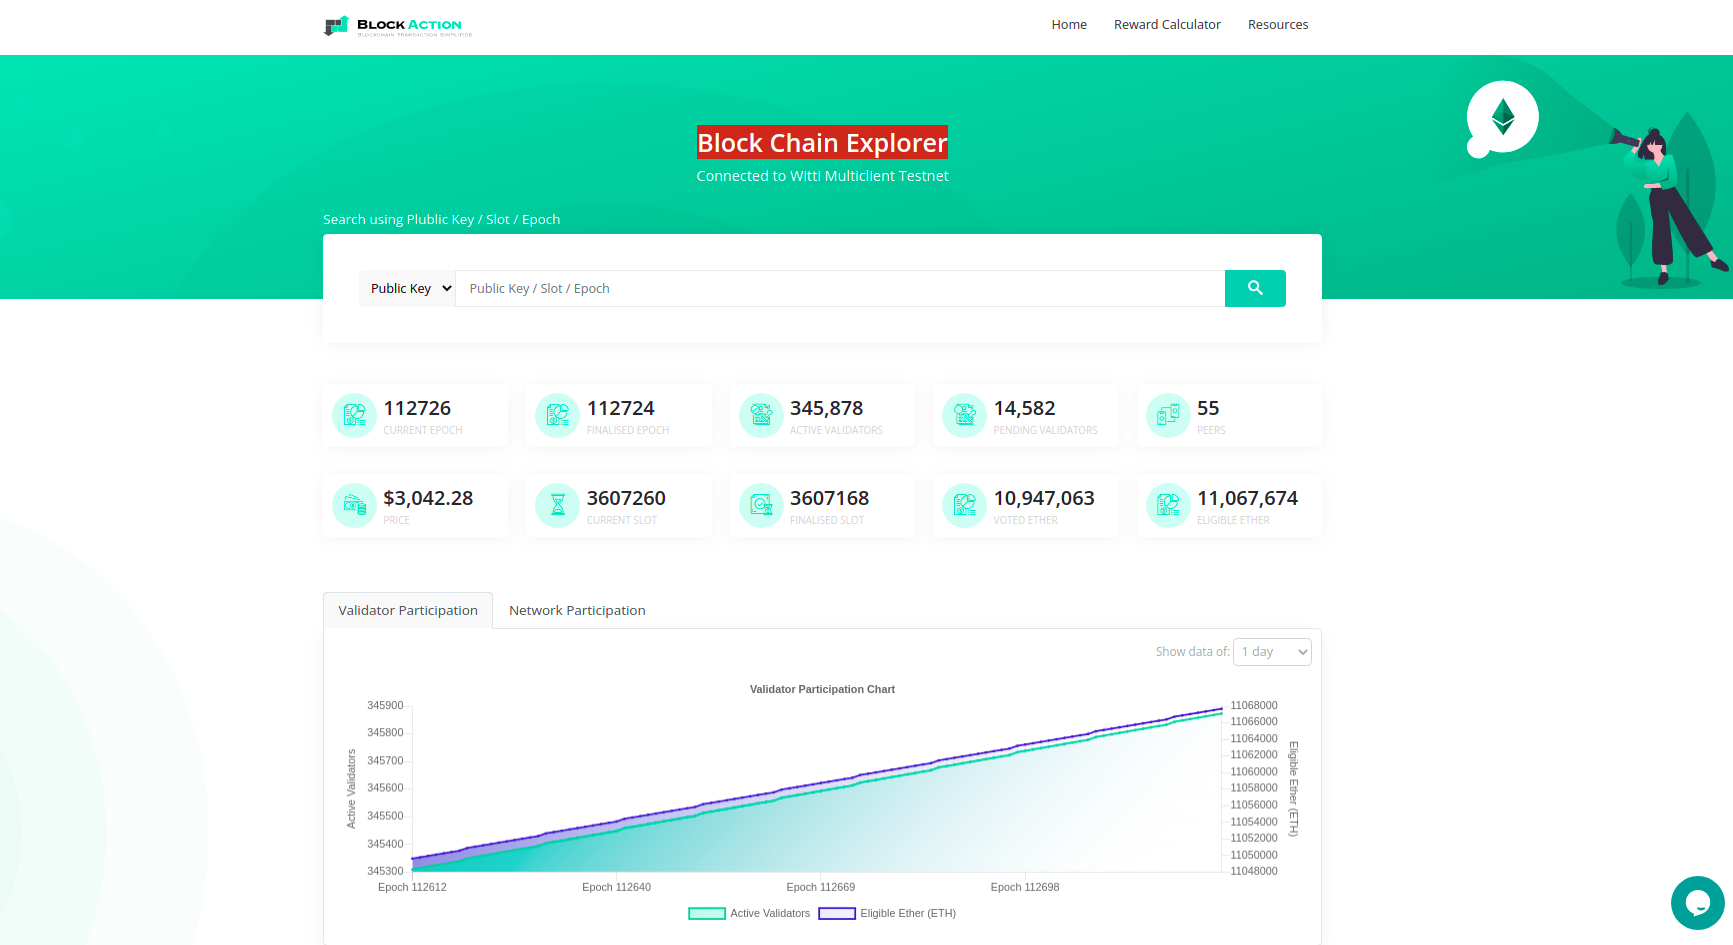 BLOCK ACTION
BLOCKCHAIN TRANSACTION SIMPLIFIED
Home
Reward Calculator
Resources
Block Chain Explorer
Connected to Witti Multiclient Testnet
Search using Plublic Key / Slot / Epoch
Public Key
Public Key / Slot / Epoch
112726
CURRENT EPOCH
112724
FINALISED EPOCH
345,878
ACTIVE VALIDATORS
14,582
PENDING VALIDATORS
55
PEERS
$3,042.28
PRICE
3607260
CURRENT SLOT
3607168
FINALISED SLOT
10,947,063
VOTED ETHER
11,067,674
ELIGIBLE ETHER
Validator Participation
Network Participation
Show data of:
1 day
Validator Participation Chart
Active Validators
345900
345800
345700
345600
345500
345400
345300
11068000
11066000
11064000
11062000
11060000
11058000
11056000
11054000
11052000
11050000
11048000
Eligible Ether (ETH)
Epoch 112612
Epoch 112640
Epoch 112669
Epoch 112698
Active Validators
Eligible Ether (ETH)